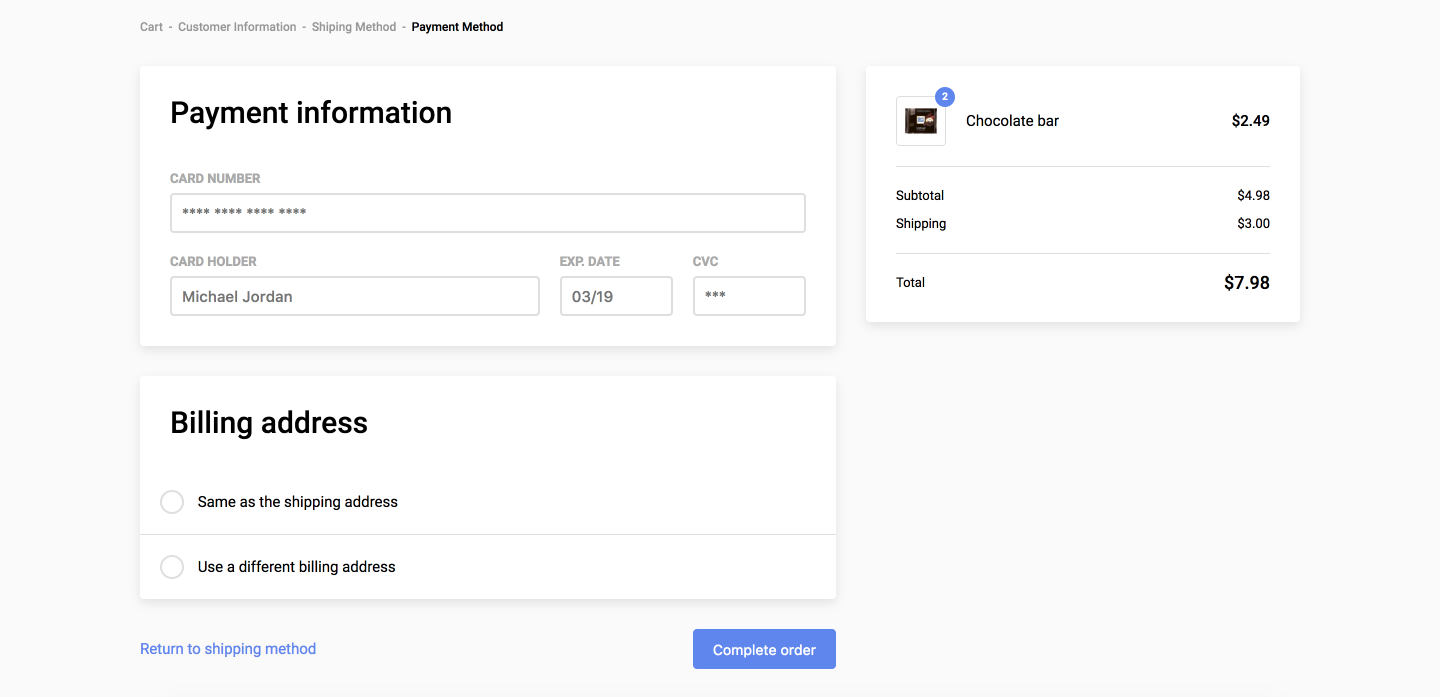 Cart - Customer Information - Shiping Method - Payment Method
Payment information
CARD NUMBER
**** **** **** ****
CARD HOLDER EXP. DATE CVC
Michael Jordan 03/19 ***
Billing address
Same as the shipping address
Use a different billing address
Return to shipping method Complete order
2
Chocolate bar $2.49
Subtotal $4.98
Shipping $3.00
Total $7.98